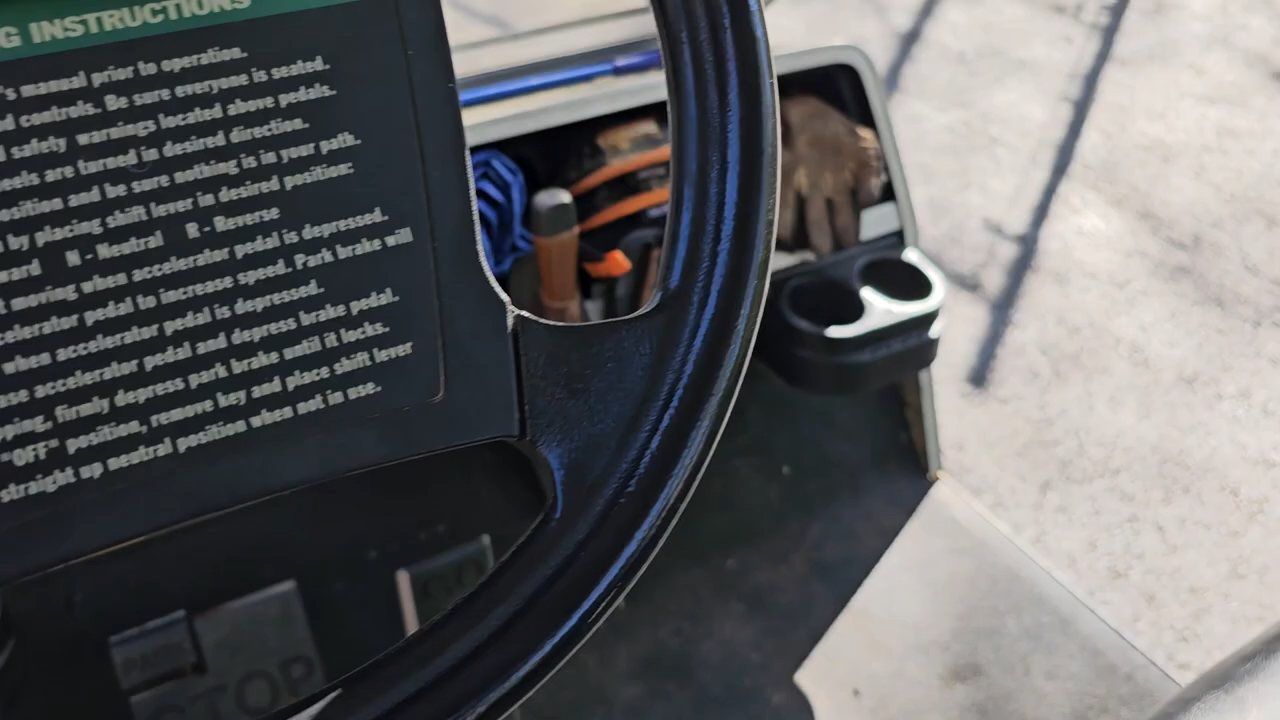 G INSTRUCTIONS
's manual prior to operation.
d controls. Be sure everyone is seated.
safety warnings located above pedals.
eels are turned in desired direction.
osition and be sure nothing is in your path.
by placing shift lever in desired position:
ward N - Neutral R - Reverse
t moving when accelerator pedal is depressed.
celerator pedal to increase speed. Park brake will
when accelerator pedal is depressed.
ase accelerator pedal and depress brake pedal.
pping, firmly depress park brake until it locks.
"OFF" position, remove key and place shift lever
straight up neutral position when not in use.
PARK
GO
STOP